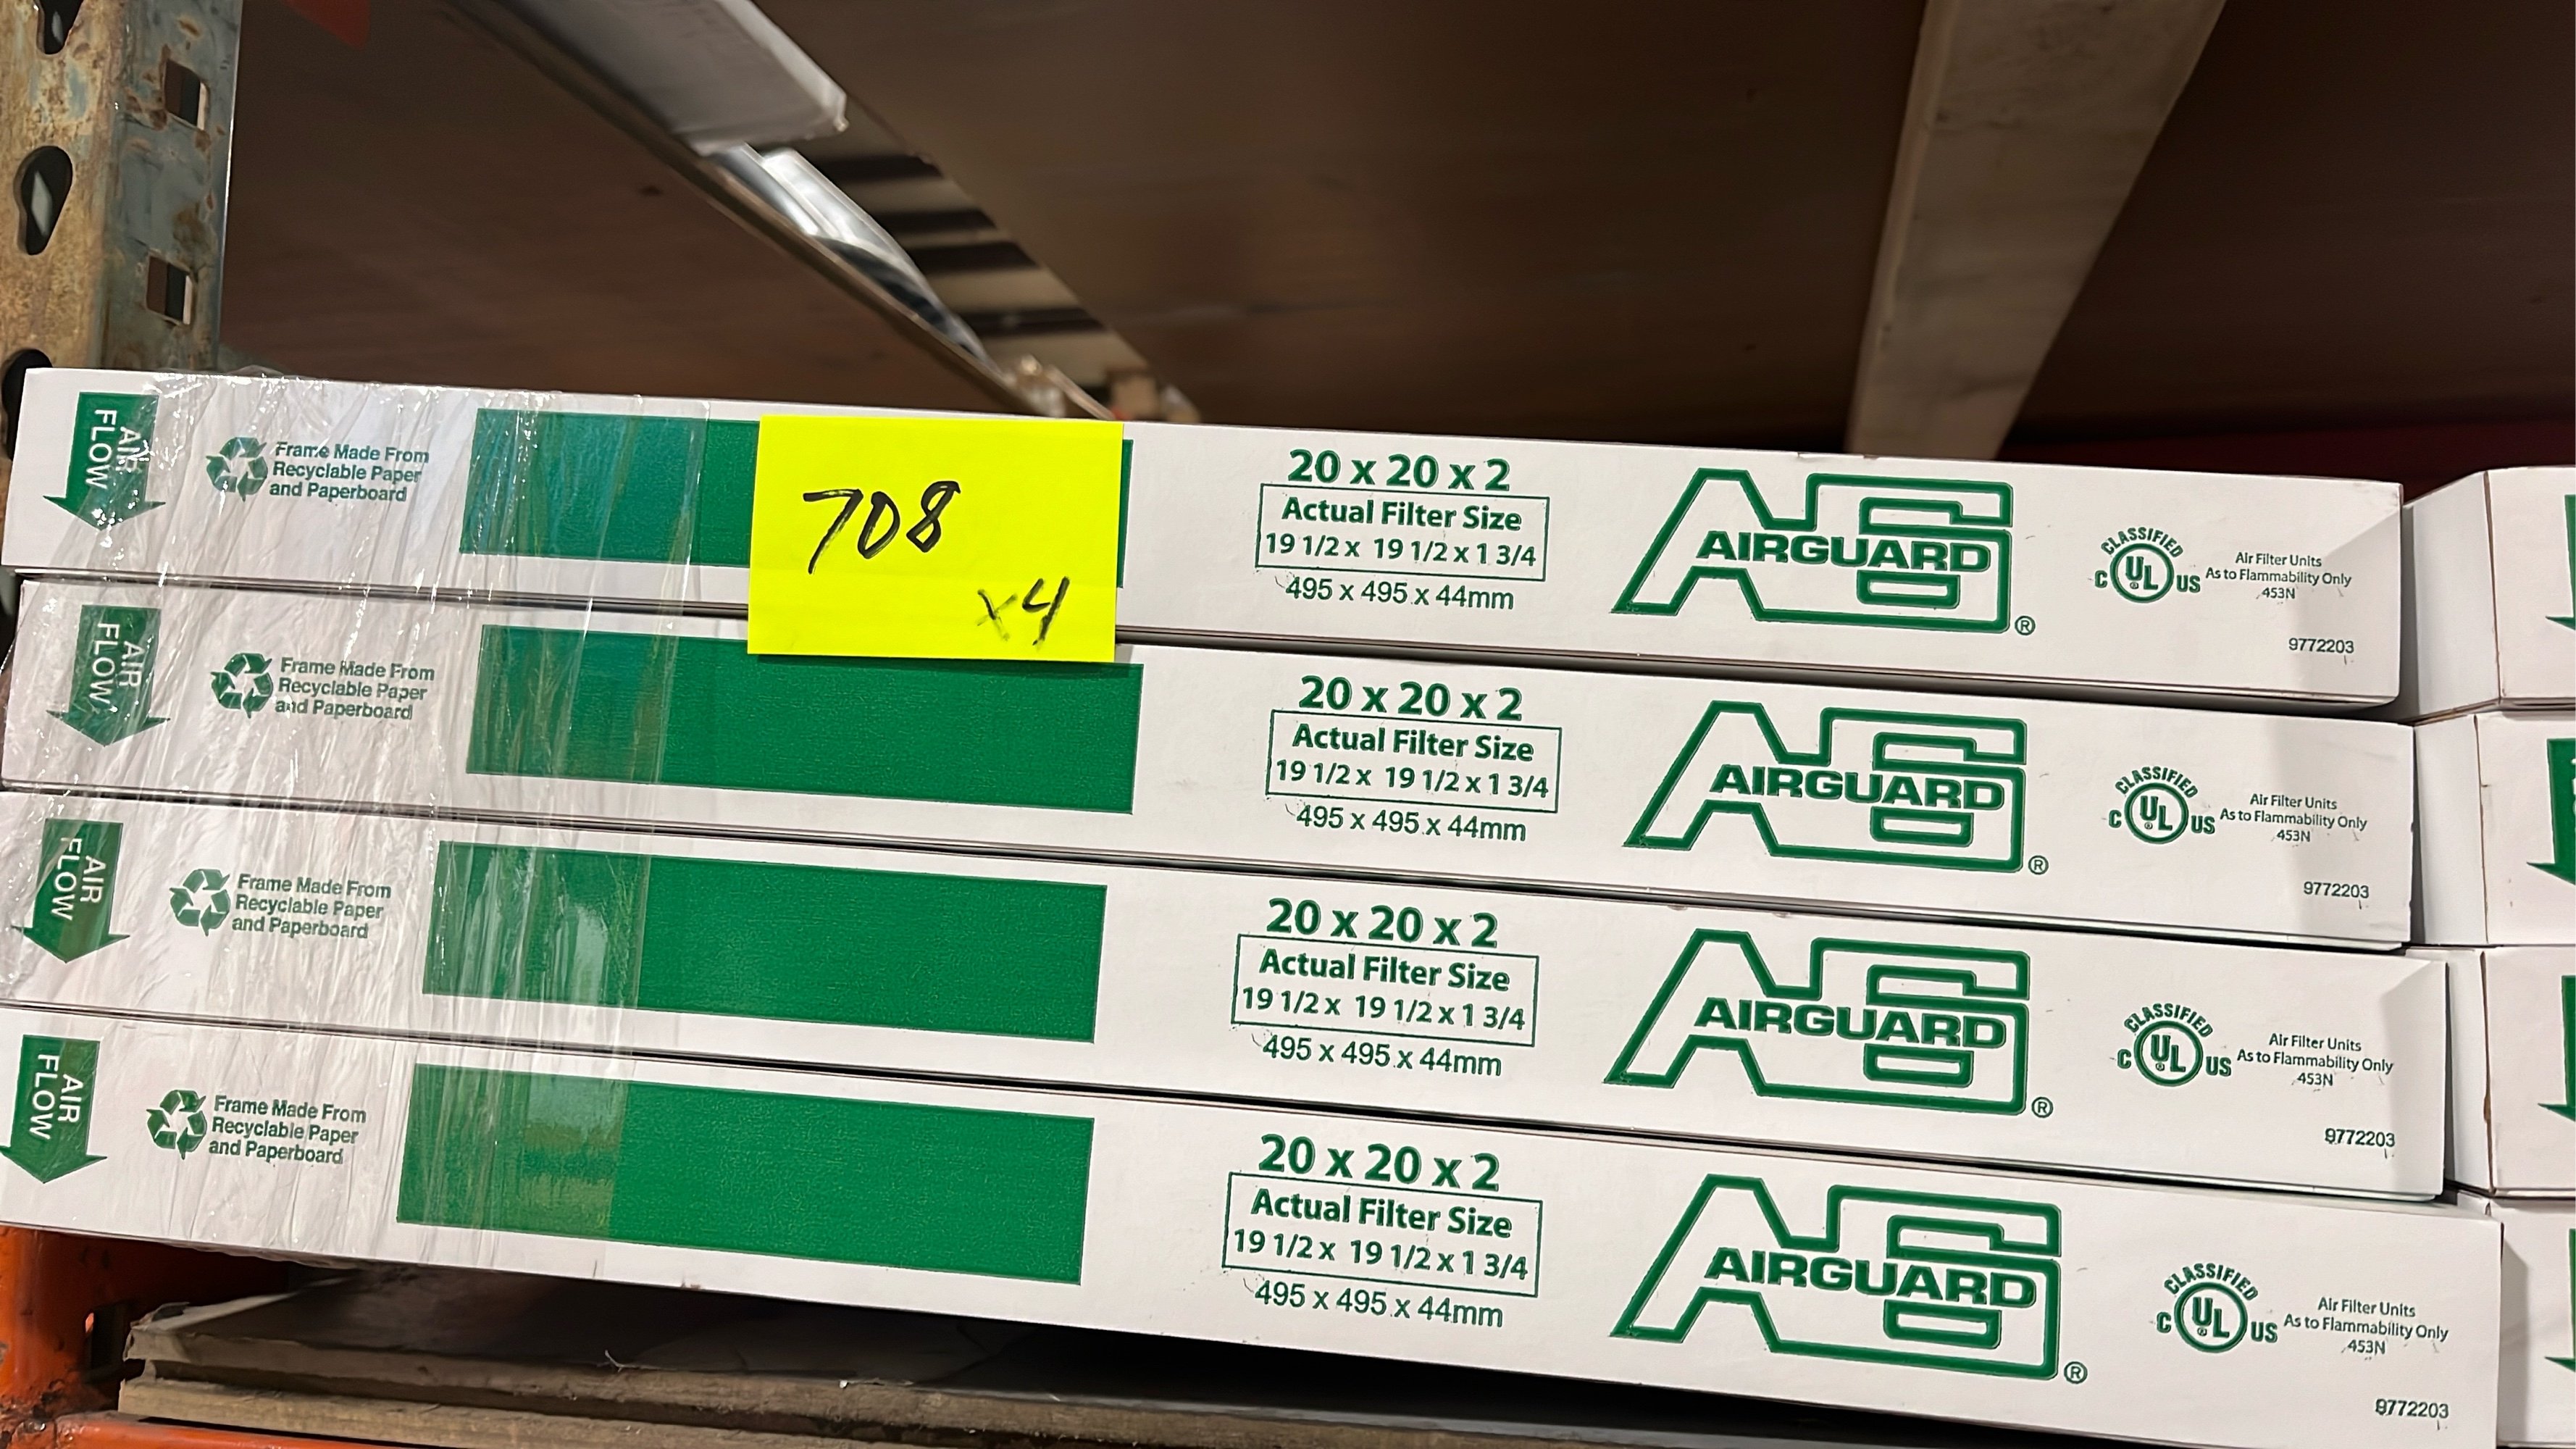 AIR
FLOW
Frame Made From
Recyclable Paper
and Paperboard
708
x4
20 x 20 x 2
Actual Filter Size
19 1/2 x 19 1/2 x 1 3/4
495 x 495 x 44mm
AIRGUARD
®
CLASSIFIED
C UL US
Air Filter Units
As to Flammability Only
453N
9772203
AIR
FLOW
Frame Made From
Recyclable Paper
and Paperboard
20 x 20 x 2
Actual Filter Size
19 1/2 x 19 1/2 x 1 3/4
495 x 495 x 44mm
AIRGUARD
®
CLASSIFIED
C UL US
Air Filter Units
As to Flammability Only
453N
9772203
AIR
FLOW
Frame Made From
Recyclable Paper
and Paperboard
20 x 20 x 2
Actual Filter Size
19 1/2 x 19 1/2 x 1 3/4
495 x 495 x 44mm
AIRGUARD
®
CLASSIFIED
C UL US
Air Filter Units
As to Flammability Only
453N
9772203
AIR
FLOW
Frame Made From
Recyclable Paper
and Paperboard
20 x 20 x 2
Actual Filter Size
19 1/2 x 19 1/2 x 1 3/4
495 x 495 x 44mm
AIRGUARD
®
CLASSIFIED
C UL US
Air Filter Units
As to Flammability Only
453N
9772203